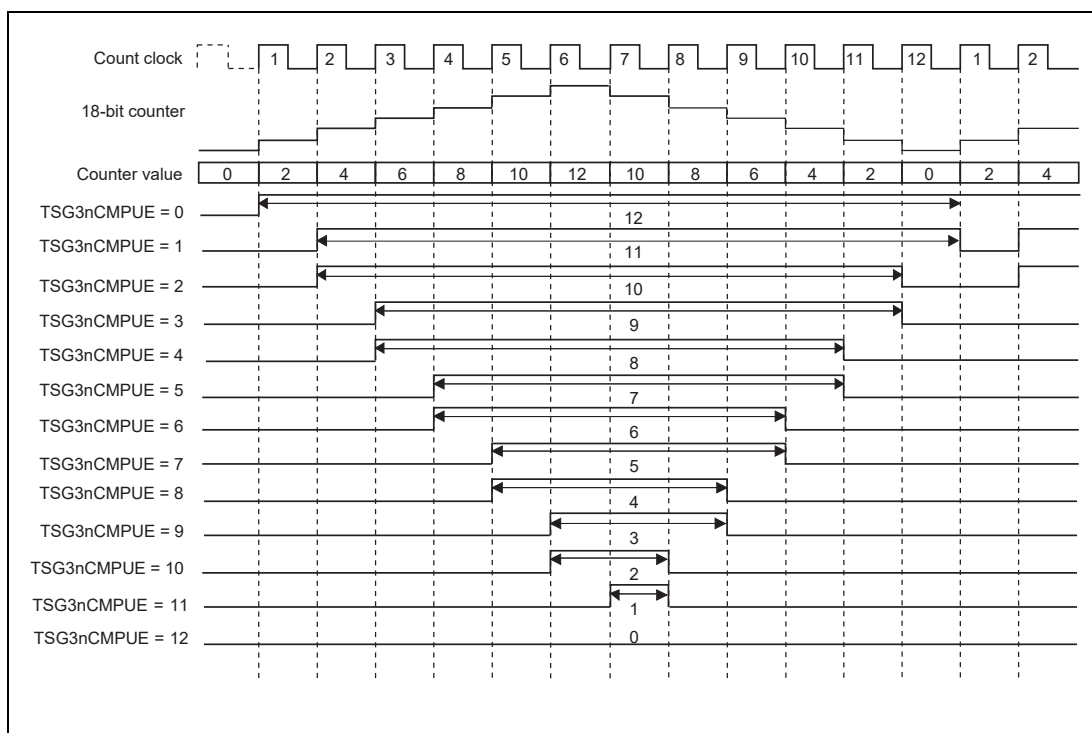 Count clock 1 2 3 4 5 6 7 8 9 10 11 12 1 2
18-bit counter
Counter value 0 2 4 6 8 10 12 10 8 6 4 2 0 2 4
TSG3nCMPUE = 0
12
TSG3nCMPUE = 1
11
TSG3nCMPUE = 2
10
TSG3nCMPUE = 3
9
TSG3nCMPUE = 4
8
TSG3nCMPUE = 5
7
TSG3nCMPUE = 6
6
TSG3nCMPUE = 7
5
TSG3nCMPUE = 8
4
TSG3nCMPUE = 9
3
TSG3nCMPUE = 10
2
TSG3nCMPUE = 11
1
TSG3nCMPUE = 12
0